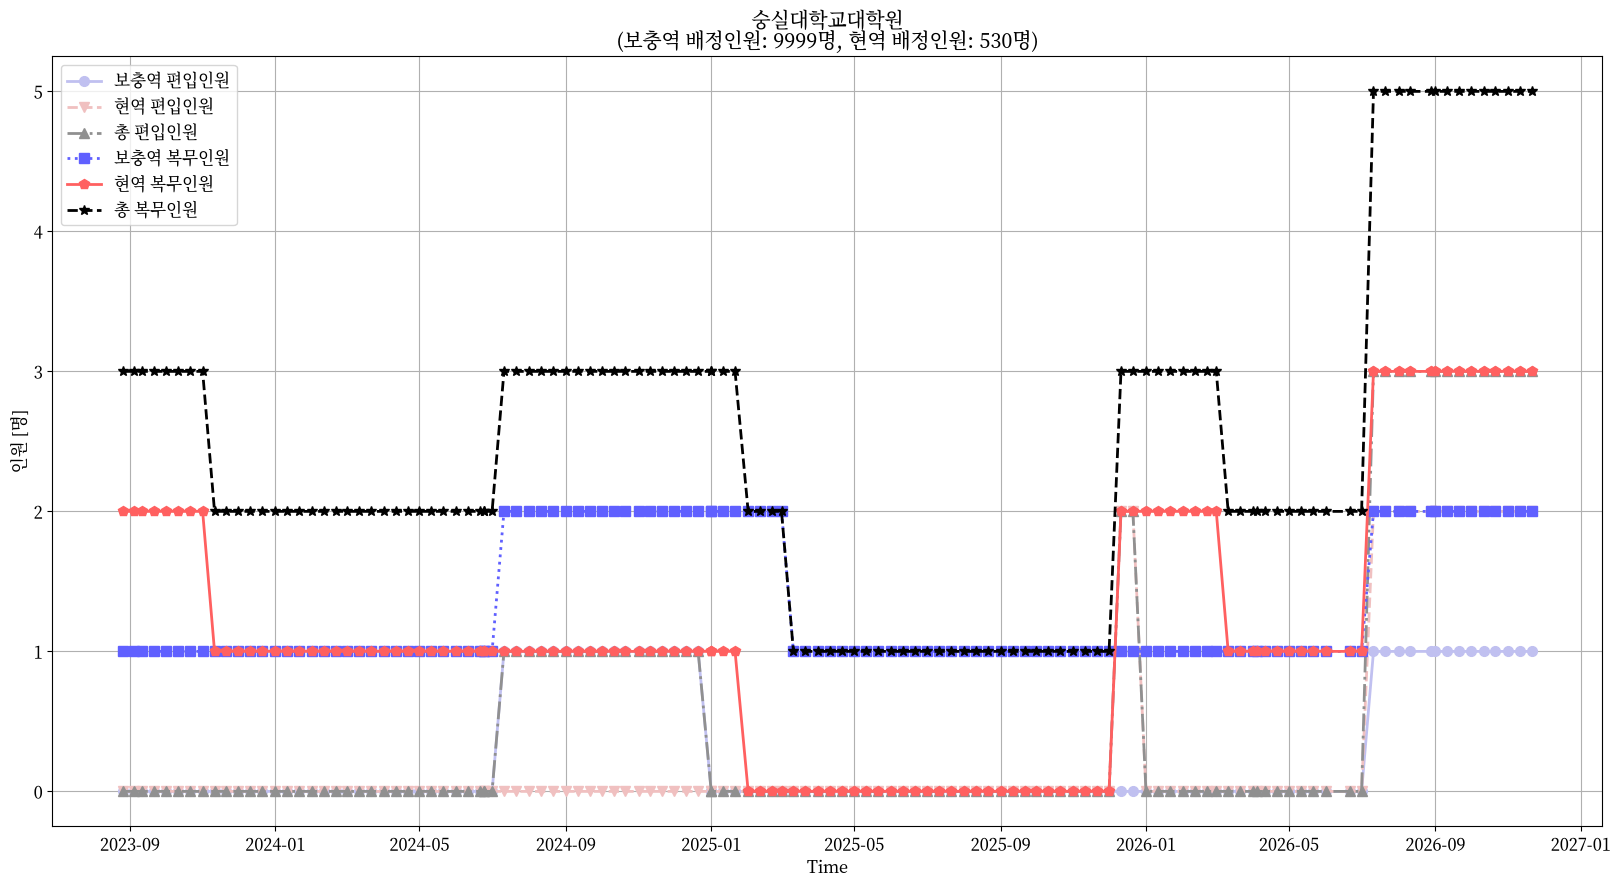 숭실대학교대학원
(보충역 배정인원: 9999명, 현역 배정인원: 530명)
보충역 편입인원
현역 편입인원
총 편입인원
보충역 복무인원
현역 복무인원
총 복무인원
인원 [명]
5
4
3
2
1
0
2023-09
2024-01
2024-05
2024-09
2025-01
2025-05
2025-09
2026-01
2026-05
2026-09
2027-01
Time